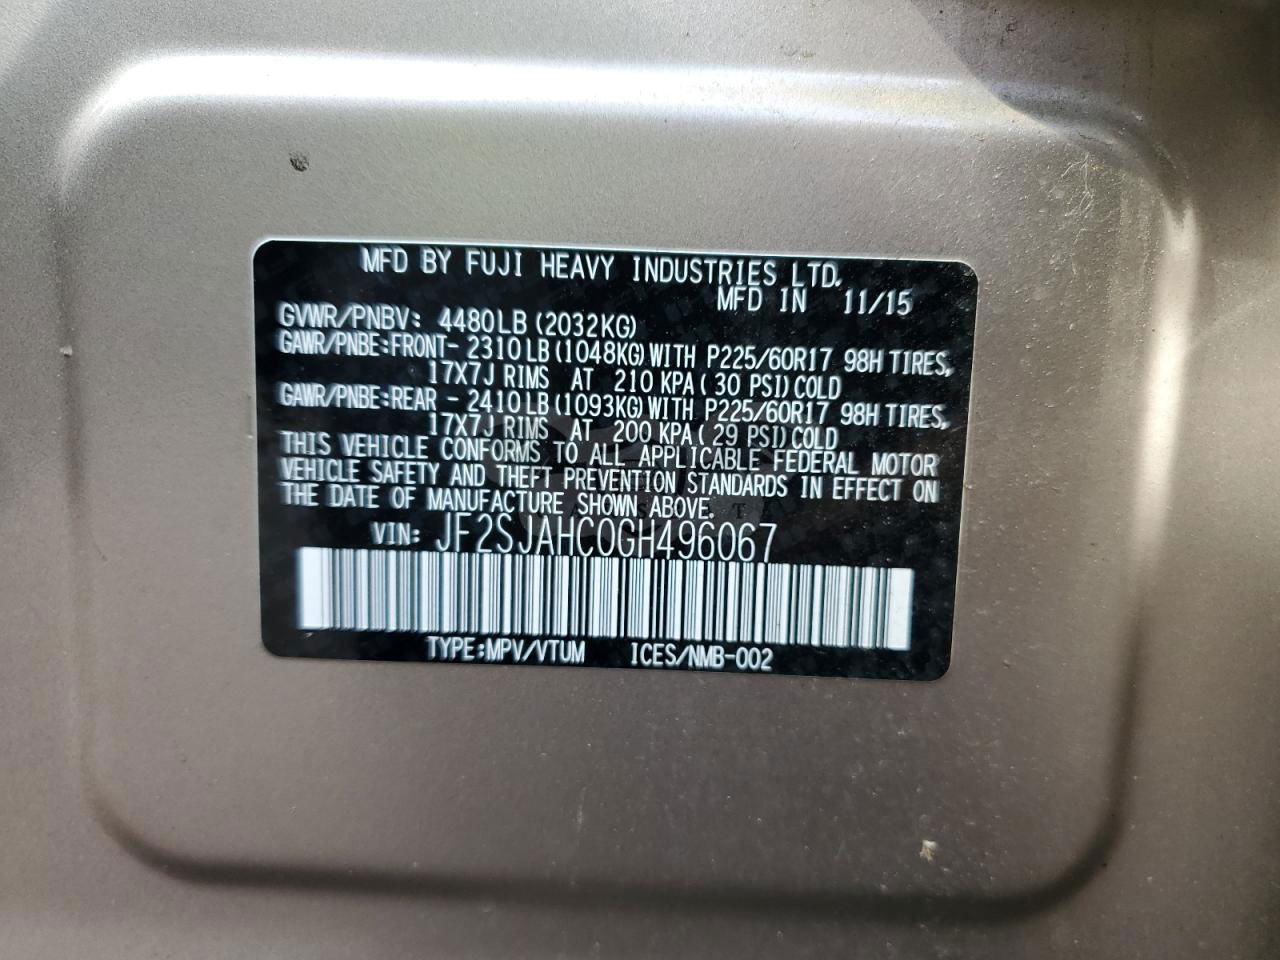 MFD BY FUJI HEAVY INDUSTRIES LTD.
MFD IN 11/15
GVWR/PNBV: 4480LB (2032KG)
GAWR/PNBE:FRONT- 2310LB (1048KG) WITH P225/60R17 98H TIRES,
17X7J RIMS AT 210 KPA ( 30 PSI) COLD
GAWR/PNBE:REAR - 2410LB (1093KG) WITH P225/60R17 98H TIRES,
17X7J RIMS AT 200 KPA ( 29 PSI) COLD
THIS VEHICLE CONFORMS TO ALL APPLICABLE FEDERAL MOTOR
VEHICLE SAFETY AND THEFT PREVENTION STANDARDS IN EFFECT ON
THE DATE OF MANUFACTURE SHOWN ABOVE.
VIN: JF2SJAHC0GH496067
TYPE:MPV/VTUM ICES/NMB-002